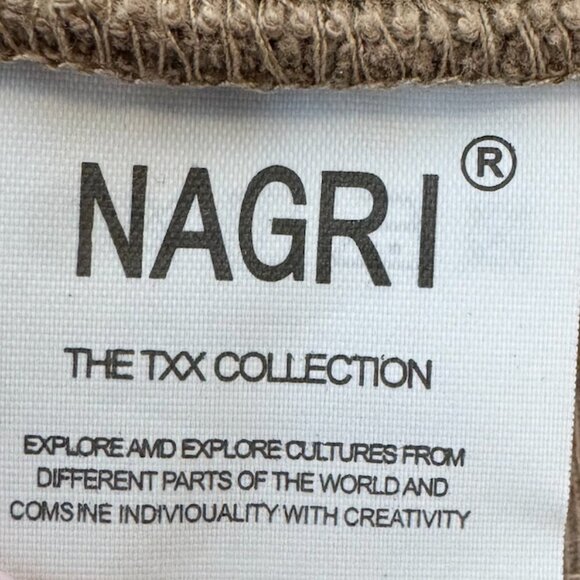 NAGRI®
THE TXX COLLECTION
EXPLORE AMD EXPLORE CULTURES FROM
DIFFERENT PARTS OF THE WORLD AND
COMSINE INDIVIOUALITY WITH CREATIVITY